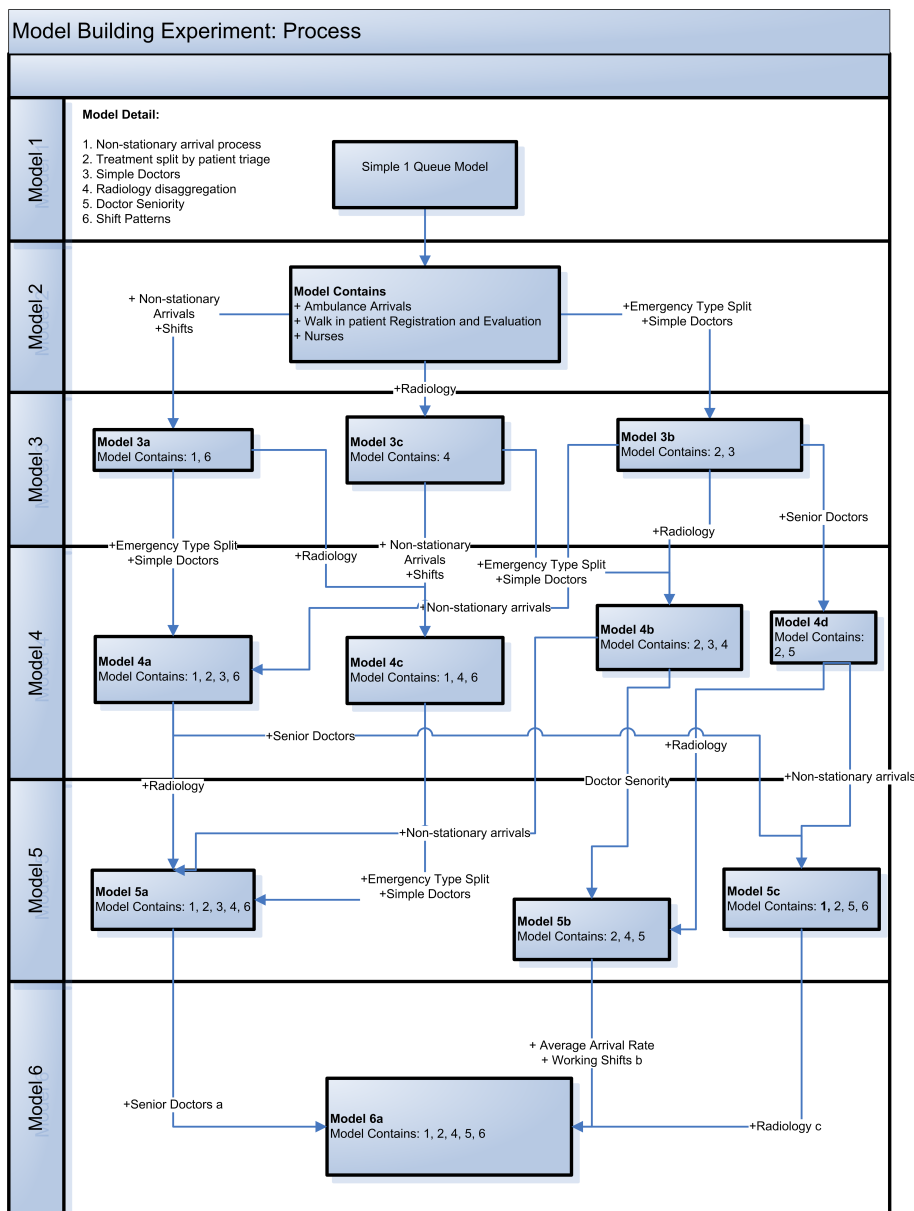 Model Building Experiment: Process
Model 1
Model Detail:
1. Non-stationary arrival process
2. Treatment split by patient triage
3. Simple Doctors
4. Radiology disaggregation
5. Doctor Seniority
6. Shift Patterns
Simple 1 Queue Model
Model 2
Model Contains
+ Ambulance Arrivals
+ Walk in patient Registration and Evaluation
+ Nurses
+ Non-stationary
Arrivals
+Shifts
+Emergency Type Split
+Simple Doctors
+Radiology
Model 3
Model 3a
Model Contains: 1, 6
Model 3c
Model Contains: 4
Model 3b
Model Contains: 2, 3
+Senior Doctors
+Radiology
+Emergency Type Split
+Simple Doctors
+Radiology
+ Non-stationary
Arrivals
+Shifts
+Emergency Type Split
+Simple Doctors
+Non-stationary arrivals
Model 4
Model 4a
Model Contains: 1, 2, 3, 6
Model 4c
Model Contains: 1, 4, 6
Model 4b
Model Contains: 2, 3, 4
Model 4d
Model Contains:
2, 5
+Senior Doctors
+Radiology
+Radiology
Doctor Senority
+Non-stationary arrivals
Model 5
+Non-stationary arrivals
+Emergency Type Split
+Simple Doctors
Model 5a
Model Contains: 1, 2, 3, 4, 6
Model 5b
Model Contains: 2, 4, 5
Model 5c
Model Contains: 1, 2, 5, 6
Model 6
+ Average Arrival Rate
+ Working Shifts b
+Senior Doctors a
Model 6a
Model Contains: 1, 2, 4, 5, 6
+Radiology c